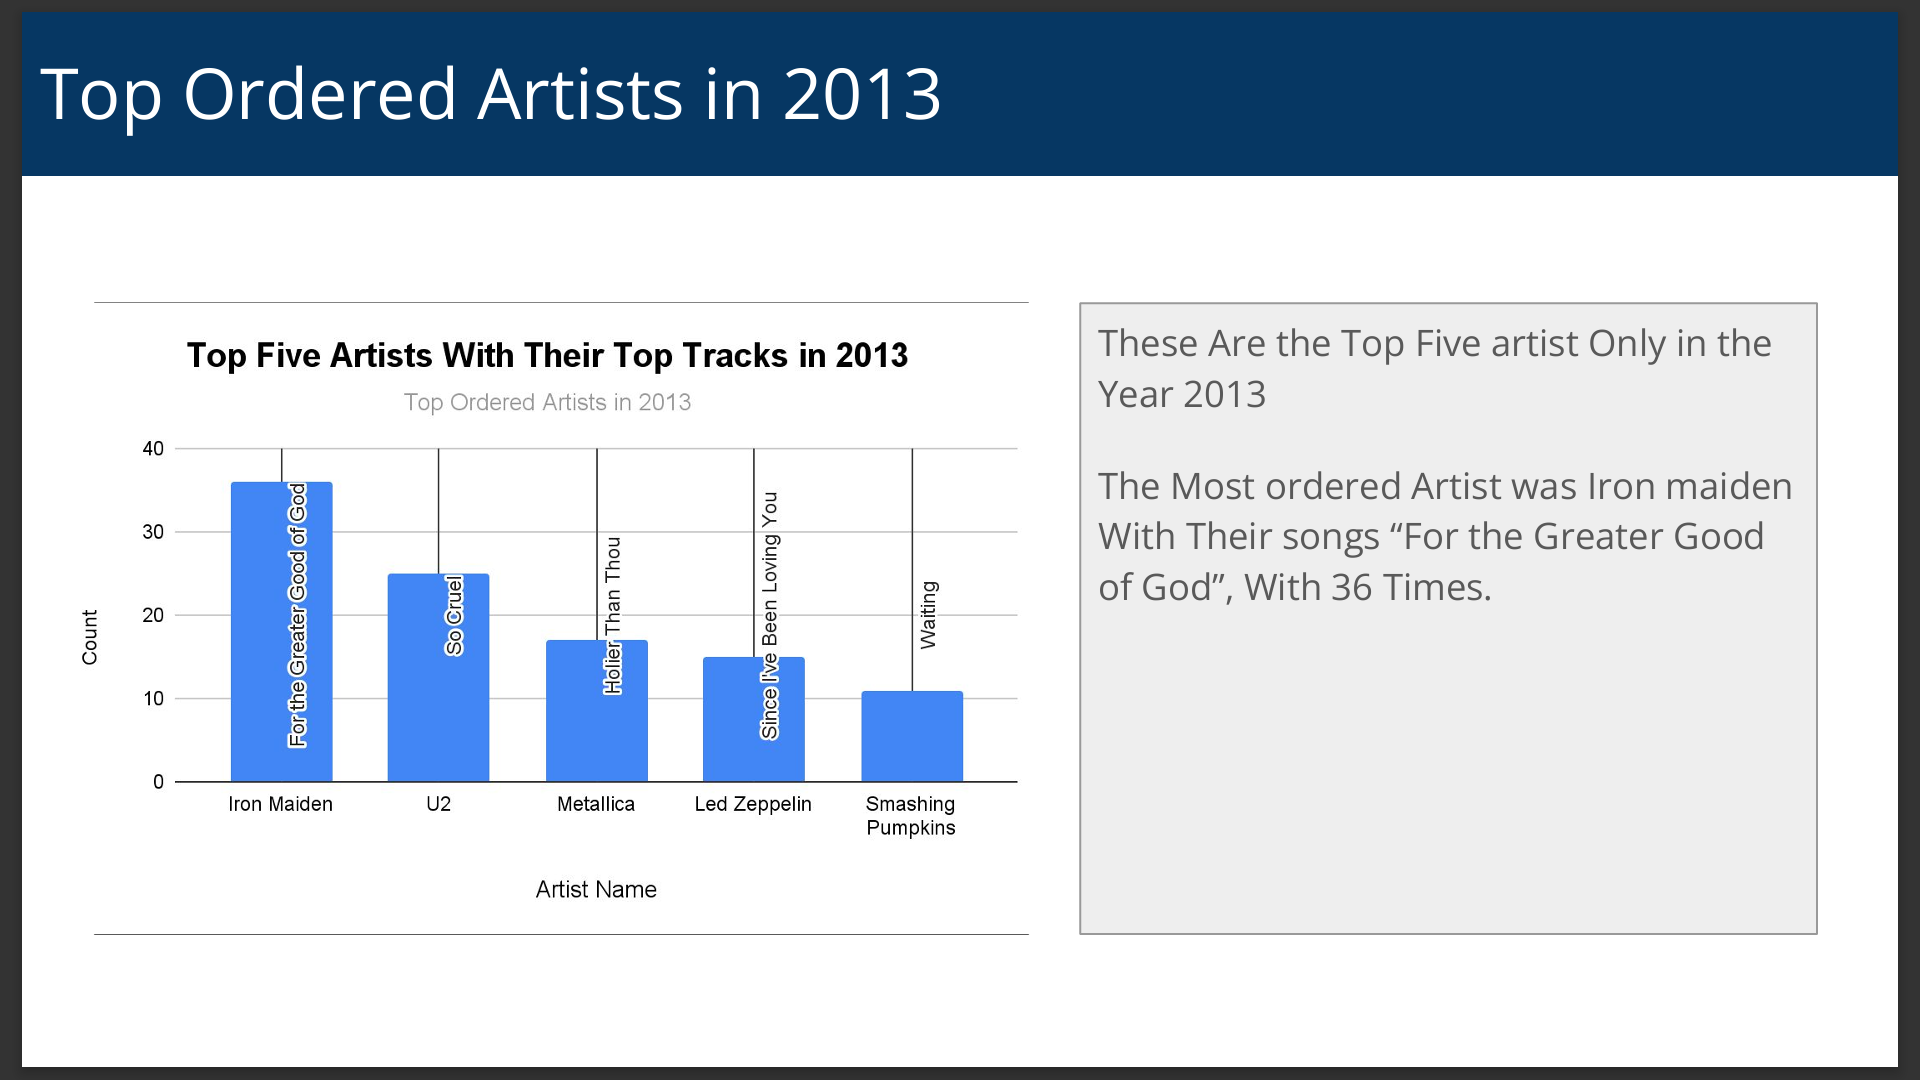 Top Ordered Artists in 2013
Top Five Artists With Their Top Tracks in 2013
Top Ordered Artists in 2013
Count
40
30
20
10
0
For the Greater Good of God
So Cruel
Holier Than Thou
Since I've Been Loving You
Waiting
Iron Maiden
U2
Metallica
Led Zeppelin
Smashing
Pumpkins
Artist Name
These Are the Top Five artist Only in the
Year 2013
The Most ordered Artist was Iron maiden
With Their songs “For the Greater Good
of God”, With 36 Times.